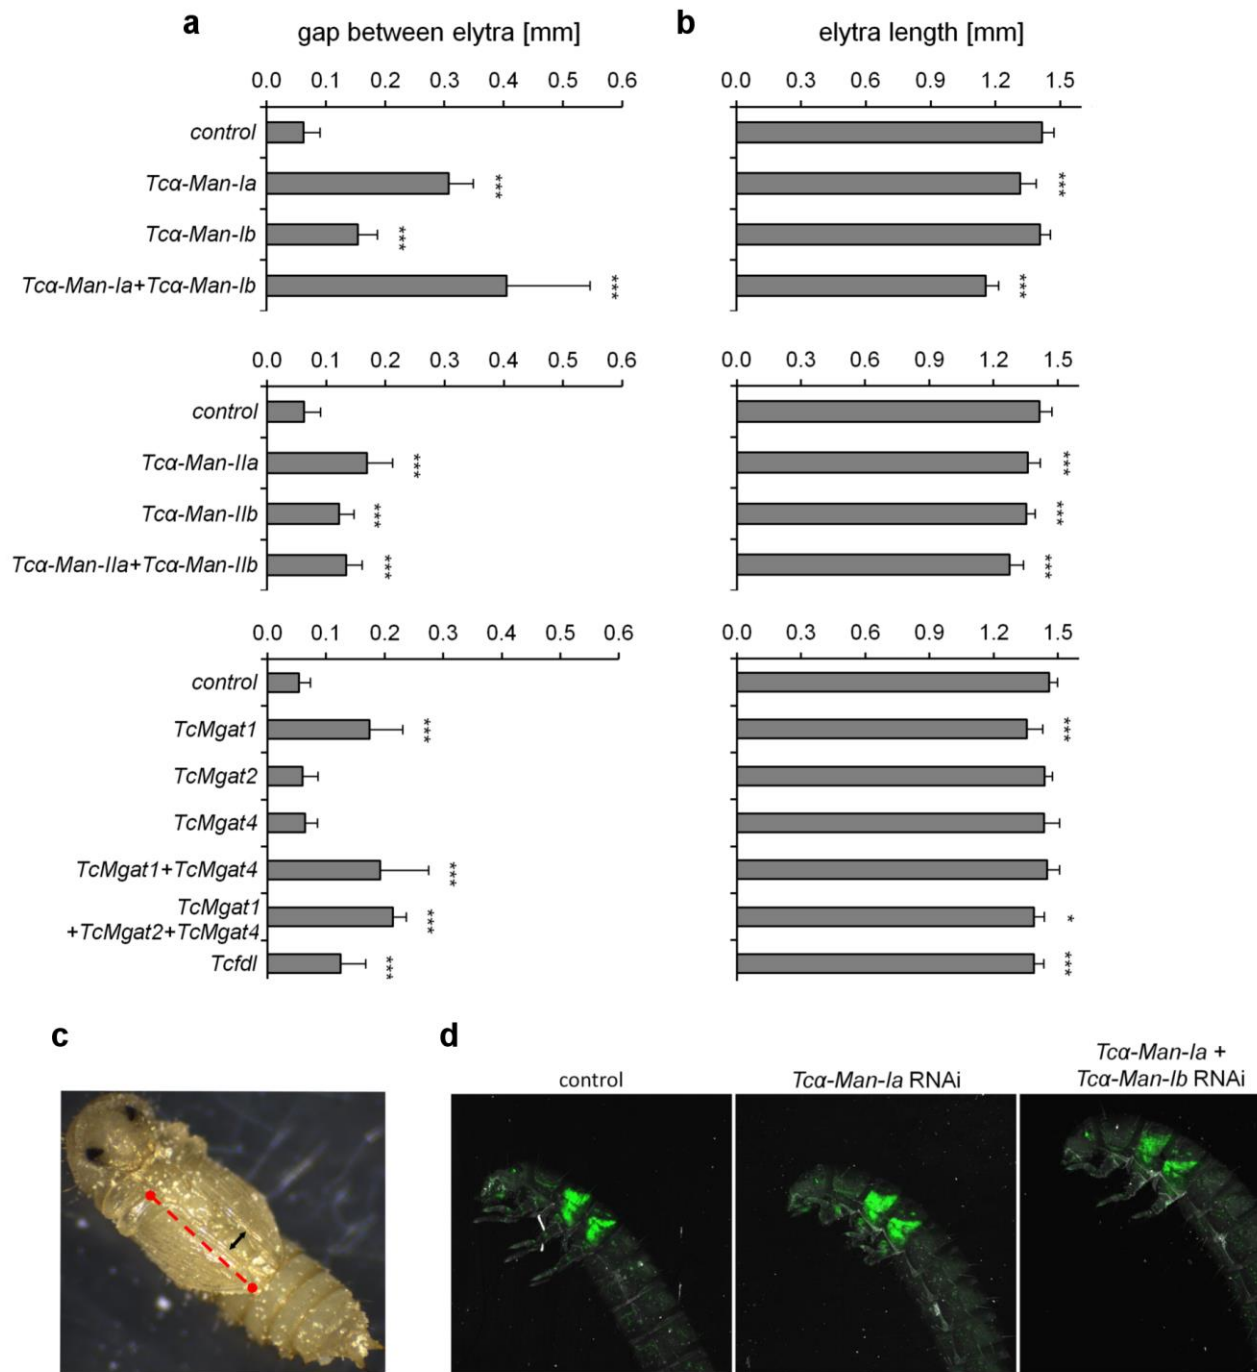 a gap between elytra [mm]
0.0 0.1 0.2 0.3 0.4 0.5 0.6
control
Tcα-Man-Ia ***
Tcα-Man-Ib ***
Tcα-Man-Ia+Tcα-Man-Ib ***
0.0 0.1 0.2 0.3 0.4 0.5 0.6
control
Tcα-Man-IIa ***
Tcα-Man-IIb ***
Tcα-Man-IIa+Tcα-Man-IIb ***
0.0 0.1 0.2 0.3 0.4 0.5 0.6
control
TcMgat1 ***
TcMgat2
TcMgat4
TcMgat1+TcMgat4 ***
TcMgat1
+TcMgat2+TcMgat4 ***
Tcfdl ***
b elytra length [mm]
0.0 0.3 0.6 0.9 1.2 1.5
***
***
0.0 0.3 0.6 0.9 1.2 1.5
***
***
***
0.0 0.3 0.6 0.9 1.2 1.5
***
*
***
c
d
control
Tcα-Man-Ia RNAi
Tcα-Man-Ia +
Tcα-Man-Ib RNAi